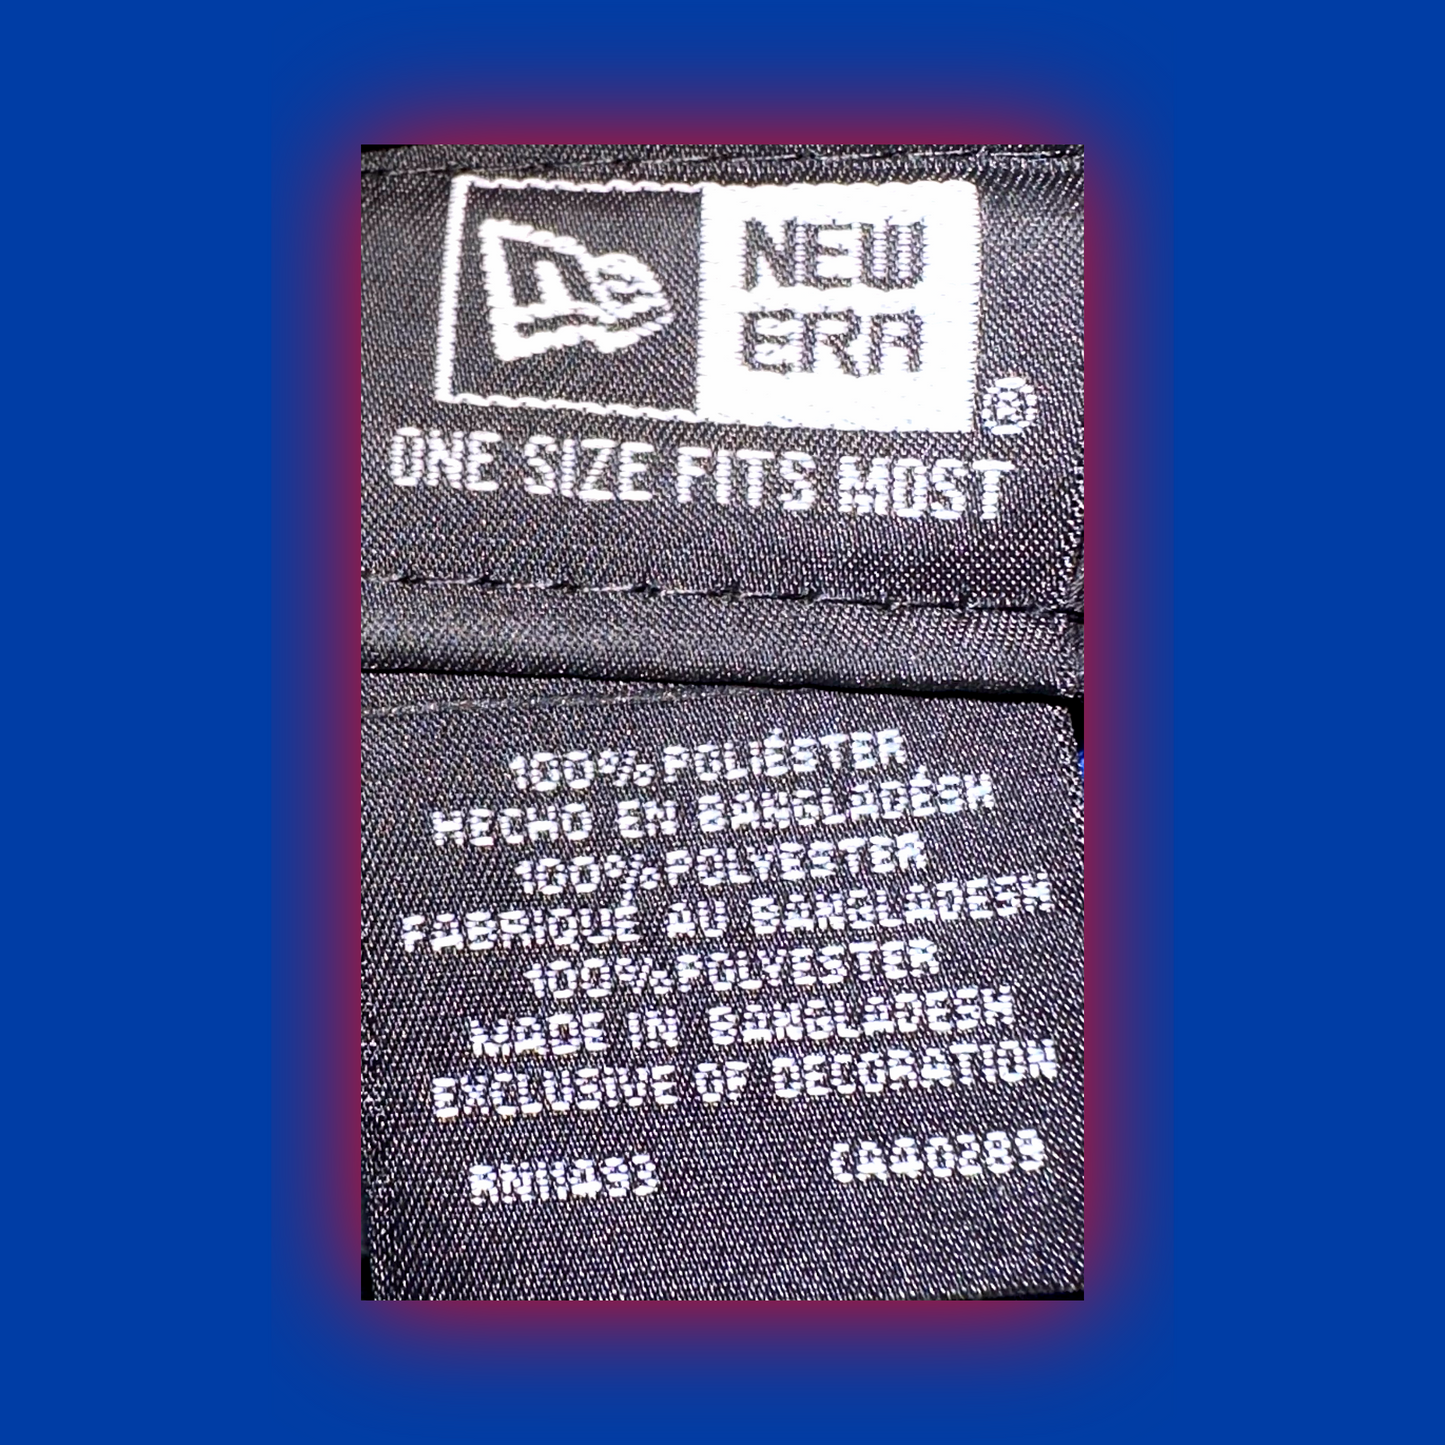 NEW
ERA
®
ONE SIZE FITS MOST
100% POLIÉSTER
HECHO EN BANGLADÉSH
100% POLYESTER
FABRIQUÉ AU BANGLADESH
100% POLYESTER
MADE IN BANGLADESH
EXCLUSIVE OF DECORATION
RN11493 CA40289